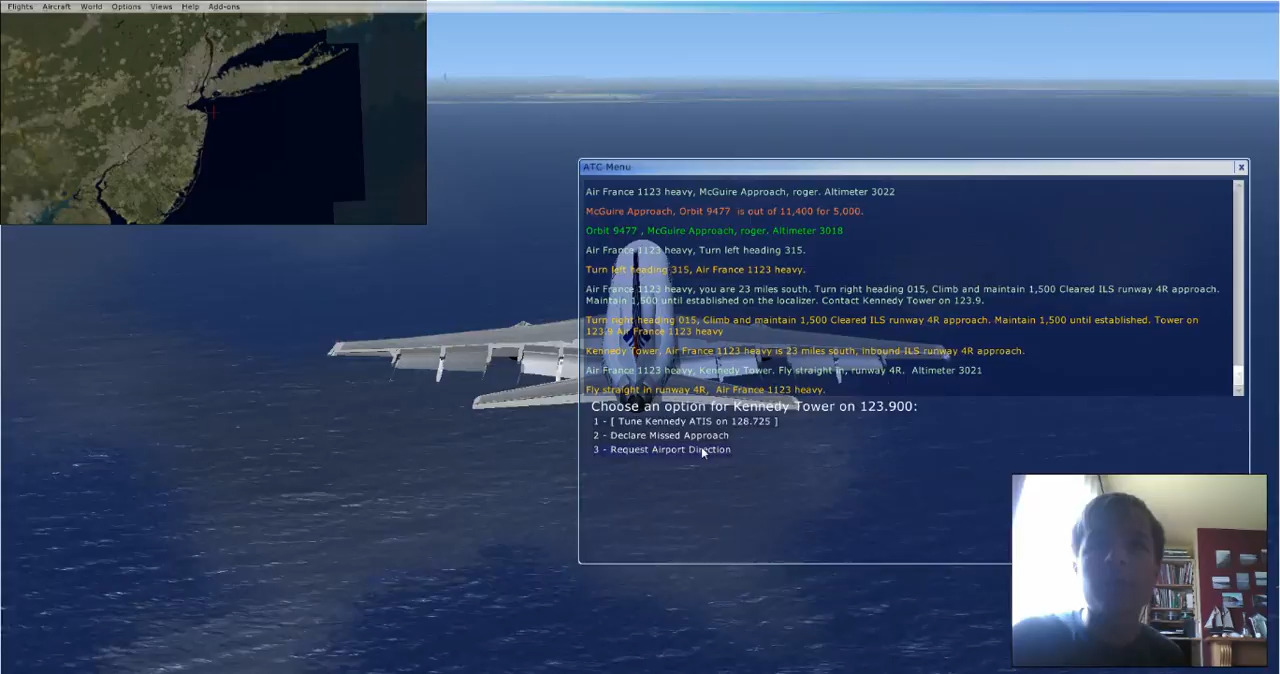 Flights Aircraft World Options Views Help Add-ons
ATC Menu
Air France 1123 heavy, McGuire Approach, roger. Altimeter 3022
McGuire Approach, Orbit 9477 is out of 11,400 for 5,000.
Orbit 9477 , McGuire Approach, roger. Altimeter 3018
Air France 1123 heavy, Turn left heading 315.
Turn left heading 315, Air France 1123 heavy.
Air France 1123 heavy, you are 23 miles south. Turn right heading 015, Climb and maintain 1,500 Cleared ILS runway 4R approach.
Maintain 1,500 until established on the localizer. Contact Kennedy Tower on 123.9.
Turn right heading 015, Climb and maintain 1,500 Cleared ILS runway 4R approach. Maintain 1,500 until established. Tower on
123.9 Air France 1123 heavy
Kennedy Tower, Air France 1123 heavy is 23 miles south, inbound ILS runway 4R approach.
Air France 1123 heavy, Kennedy Tower. Fly straight in, runway 4R. Altimeter 3021
Fly straight in runway 4R, Air France 1123 heavy.
Choose an option for Kennedy Tower on 123.900:
1 - [ Tune Kennedy ATIS on 128.725 ]
2 - Declare Missed Approach
3 - Request Airport Direction